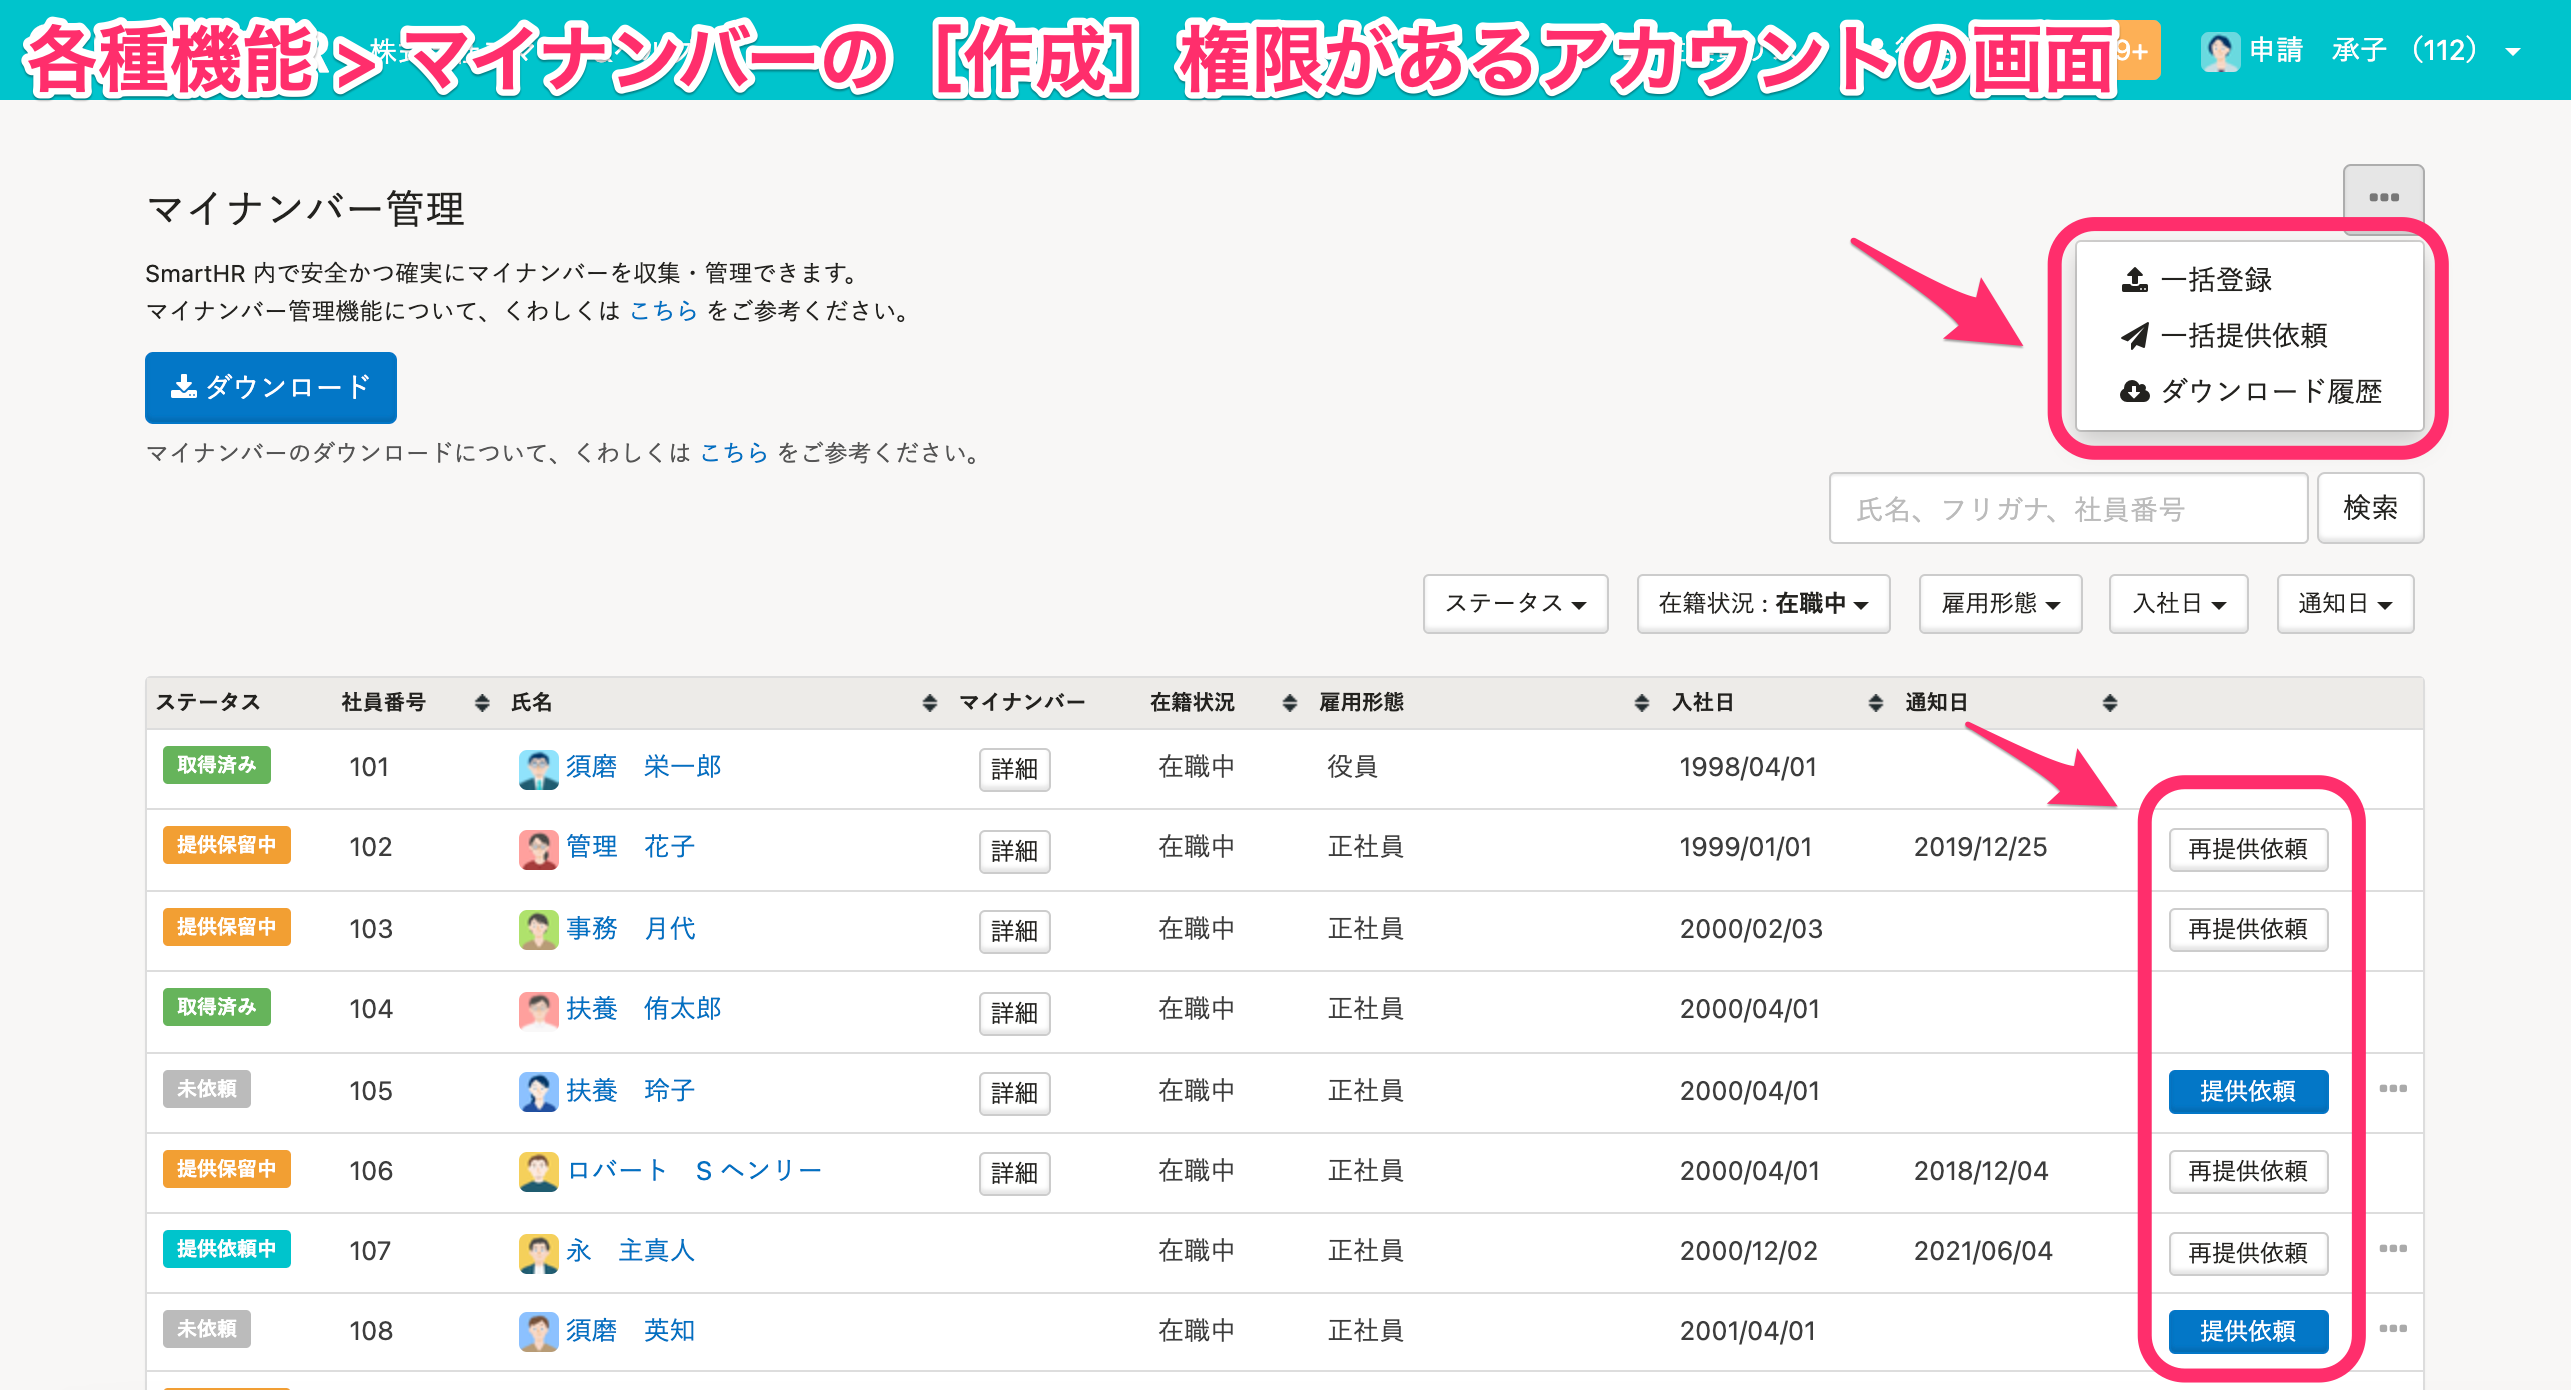 各種機能 > マイナンバーの［作成］権限があるアカウントの画面
9+
申請　承子 （112）
マイナンバー管理
SmartHR 内で安全かつ確実にマイナンバーを収集・管理できます。
マイナンバー管理機能について、くわしくは こちら をご参考ください。
ダウンロード
マイナンバーのダウンロードについて、くわしくは こちら をご参考ください。
一括登録
一括提供依頼
ダウンロード履歴
氏名、フリガナ、社員番号
検索
ステータス
在籍状況 : 在職中
雇用形態
入社日
通知日
ステータス 社員番号 氏名 マイナンバー 在籍状況 雇用形態 入社日 通知日
取得済み 101 須磨　栄一郎 詳細 在職中 役員 1998/04/01
提供保留中 102 管理　花子 詳細 在職中 正社員 1999/01/01 2019/12/25 再提供依頼
提供保留中 103 事務　月代 詳細 在職中 正社員 2000/02/03 再提供依頼
取得済み 104 扶養　侑太郎 詳細 在職中 正社員 2000/04/01
未依頼 105 扶養　玲子 詳細 在職中 正社員 2000/04/01 提供依頼
提供保留中 106 ロバート　S ヘンリー 詳細 在職中 正社員 2000/04/01 2018/12/04 再提供依頼
提供依頼中 107 永　主真人 在職中 正社員 2000/12/02 2021/06/04 再提供依頼
未依頼 108 須磨　英知 在職中 正社員 2001/04/01 提供依頼